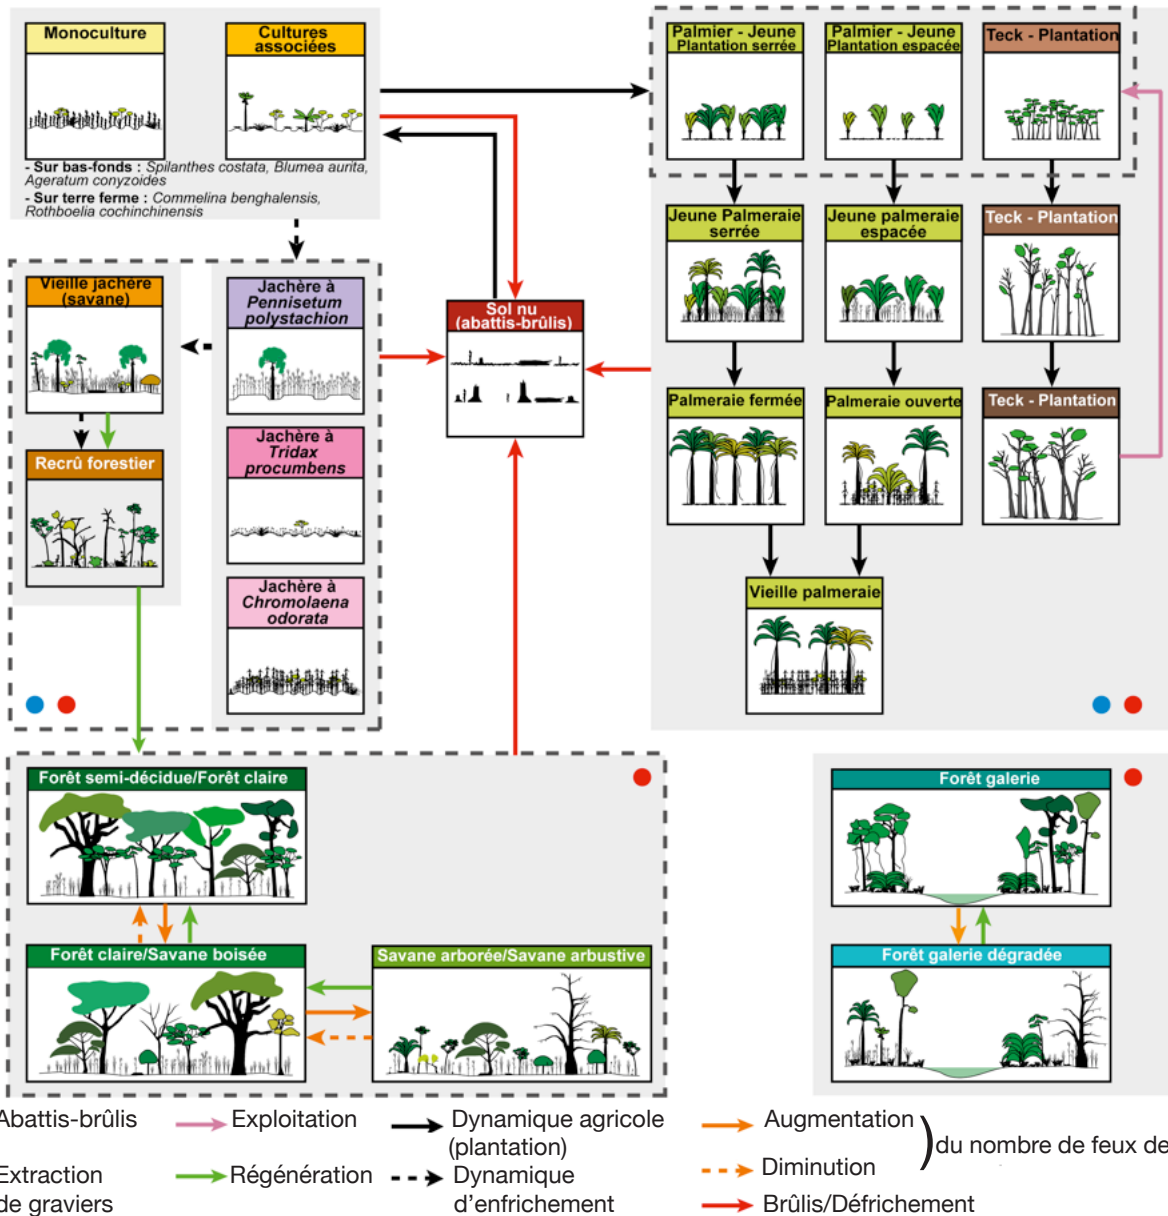 Monoculture
Cultures
associées
- Sur bas-fonds : Spilanthes costata, Blumea aurita,
Ageratum conyzoides
- Sur terre ferme : Commelina benghalensis,
Rothboelia cochinchinensis
Palmier - Jeune
Plantation serrée
Palmier - Jeune
Plantation espacée
Teck - Plantation
Jeune Palmeraie
serrée
Jeune palmeraie
espacée
Teck - Plantation
Vieille jachère
(savane)
Jachère à
Pennisetum
polystachion
Sol nu
(abattis-brûlis)
Palmeraie fermée
Palmeraie ouverte
Teck - Plantation
Recrû forestier
Jachère à
Tridax
procumbens
Jachère à
Chromolaena
odorata
Vieille palmeraie
Forêt semi-décidue/Forêt claire
Forêt galerie
Forêt claire/Savane boisée
Savane arborée/Savane arbustive
Forêt galerie dégradée
Abattis-brûlis
Exploitation
Dynamique agricole
(plantation)
Augmentation
Diminution
) du nombre de feux de
Extraction
de graviers
Régénération
Dynamique
d'enfrichement
Brûlis/Défrichement